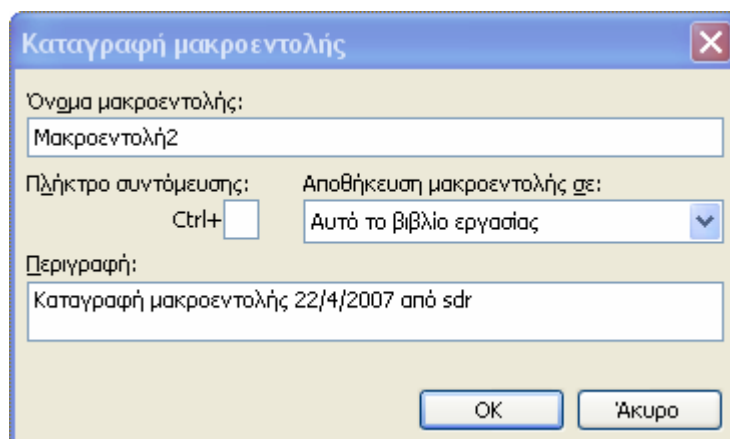 Καταγραφή μακροεντολής
Όνομα μακροεντολής:
Μακροεντολή2
Πλήκτρο συντόμευσης:
Αποθήκευση μακροεντολής σε:
Ctrl+
Αυτό το βιβλίο εργασίας
Περιγραφή:
Καταγραφή μακροεντολής 22/4/2007 από sdr
OK
Άκυρο